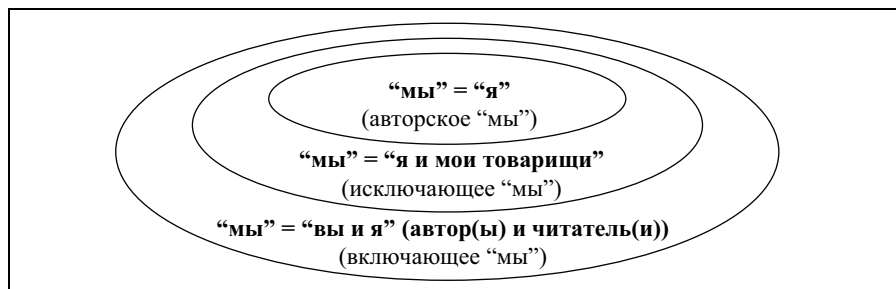 “мы” = “я”
(авторское “мы”)
“мы” = “я и мои товарищи”
(исключающее “мы”)
“мы” = “вы и я” (автор(ы) и читатель(и))
(включающее “мы”)